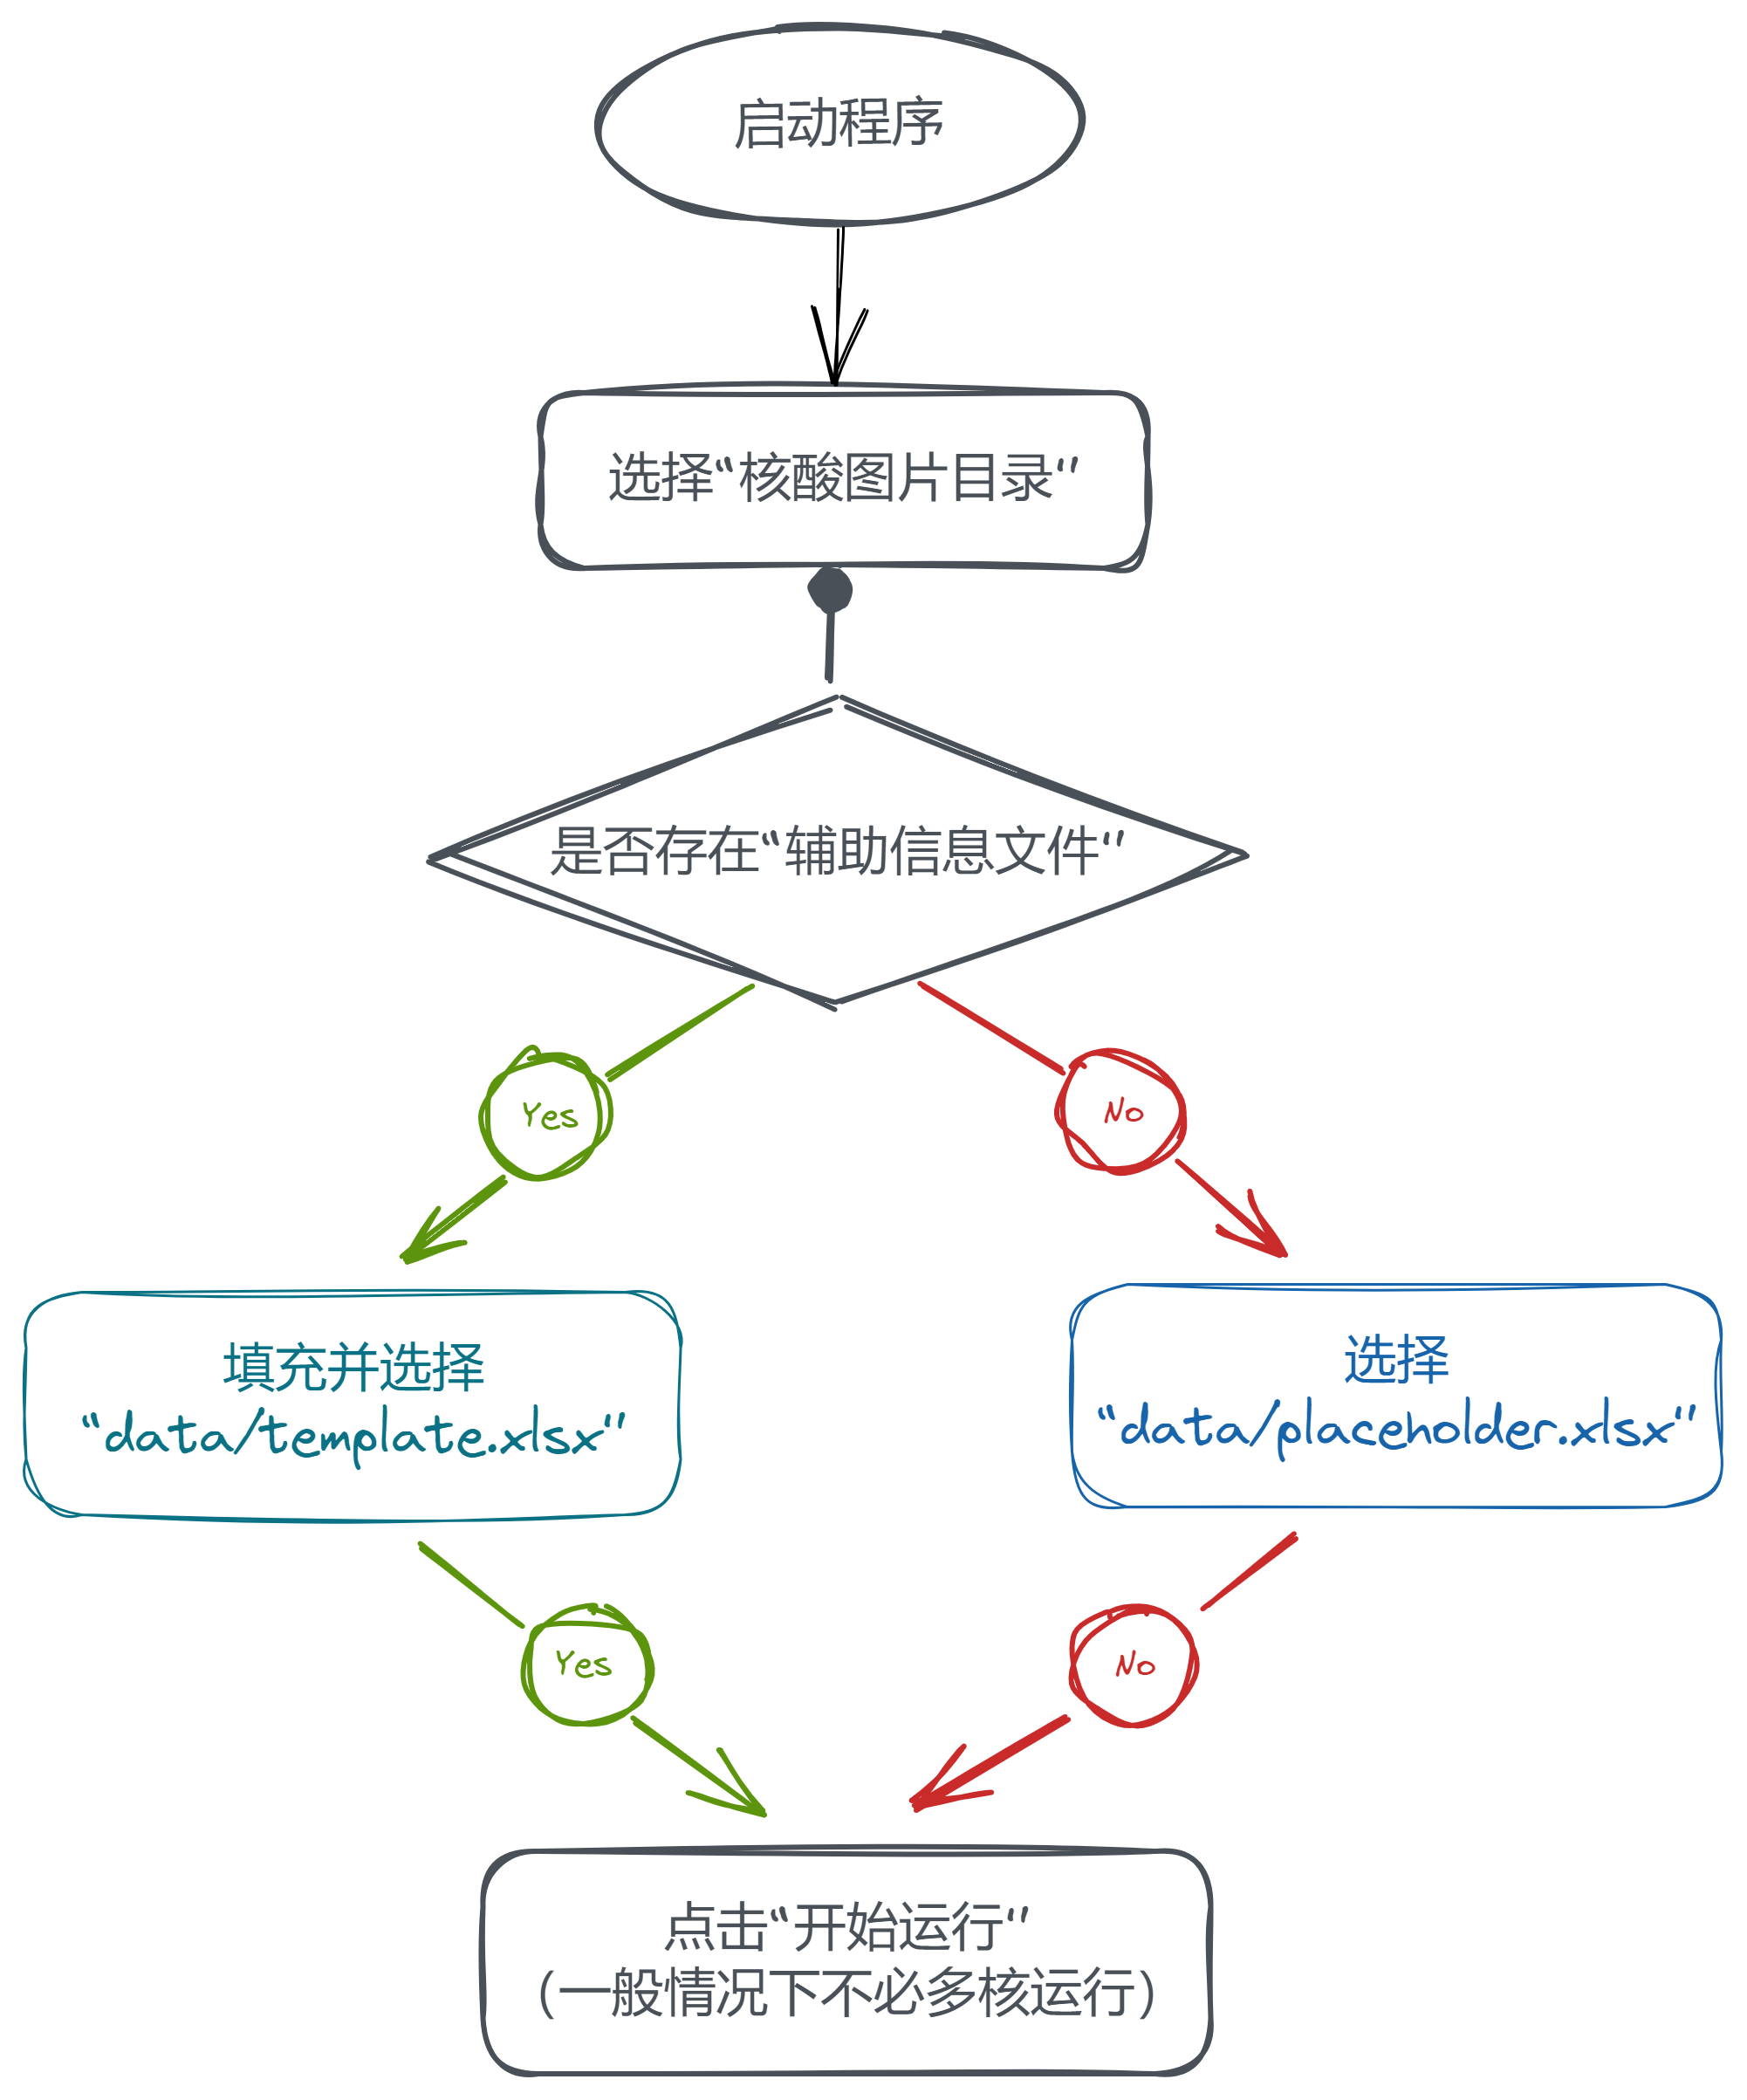 启动程序
选择“核酸图片目录“
是否存在“辅助信息文件“
Yes
No
填充并选择
“data/template.xlsx“
选择
“data/placeholder.xlsx“
Yes
No
点击“开始运行“
（一般情况下不必多核运行）